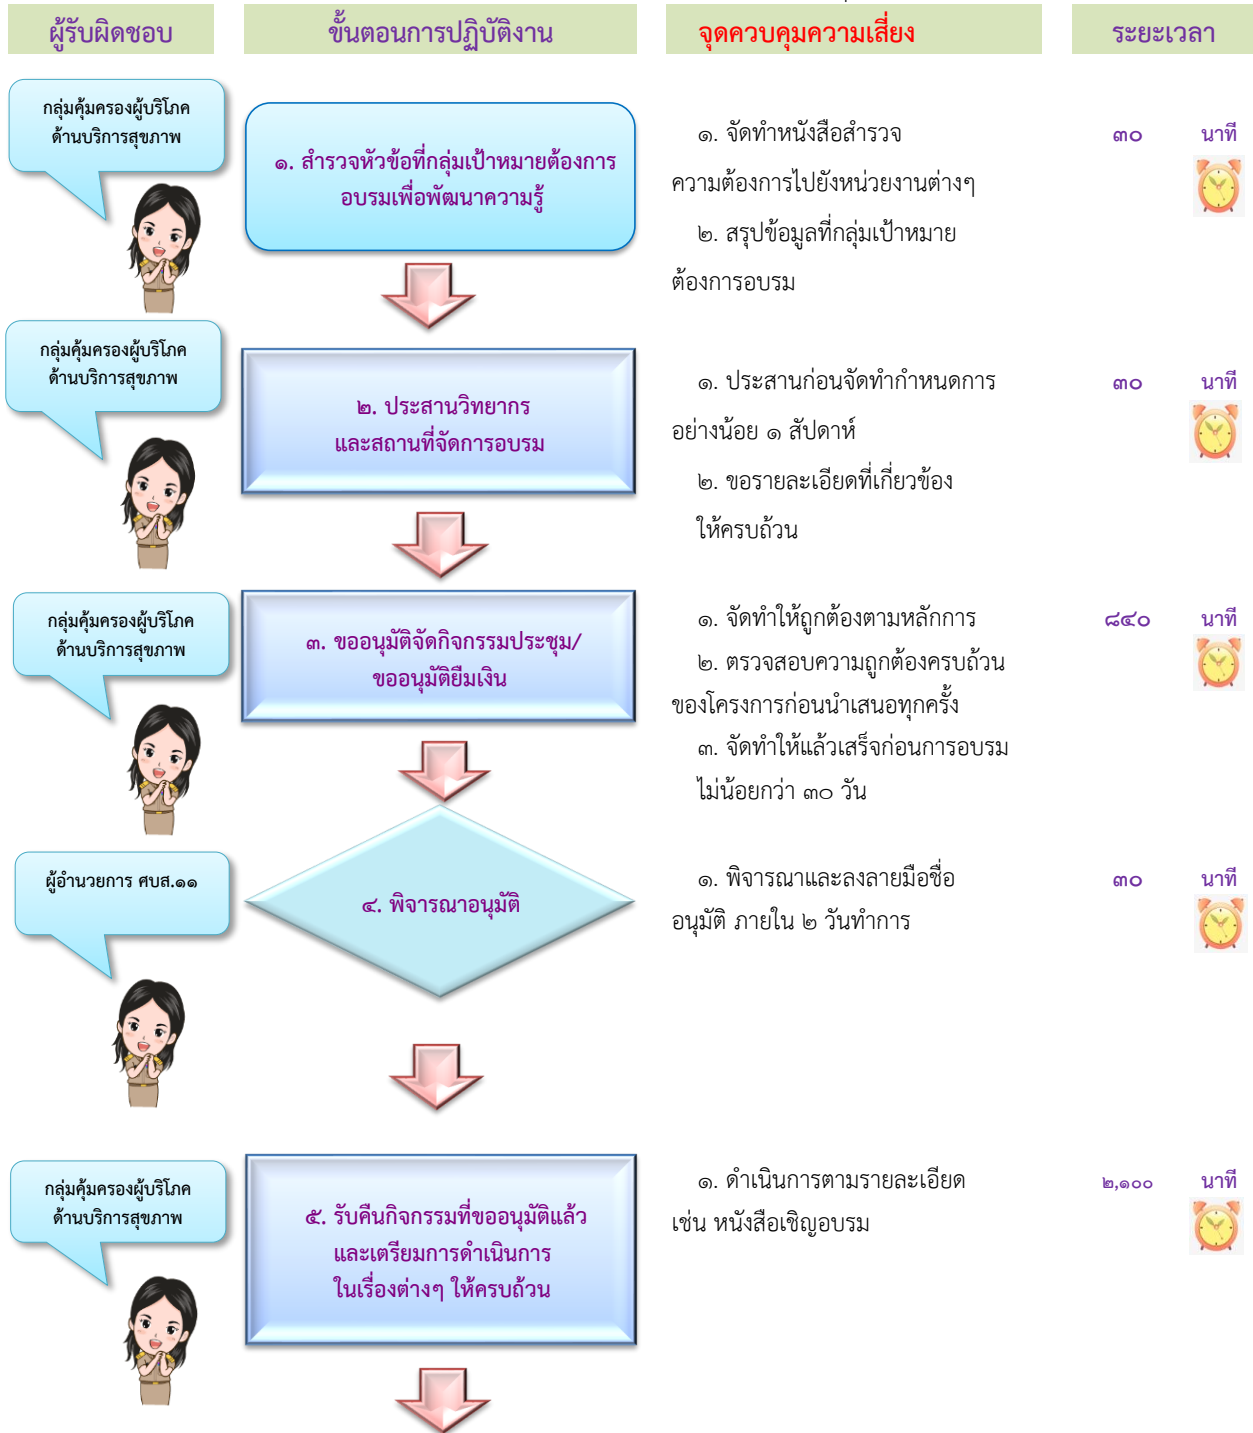 ผู้รับผิดชอบ
ขั้นตอนการปฏิบัติงาน
จุดควบคุมความเสี่ยง
ระยะเวลา
กลุ่มคุ้มครองผู้บริโภค
ด้านบริการสุขภาพ
๑. สำรวจหัวข้อที่กลุ่มเป้าหมายต้องการ
อบรมเพื่อพัฒนาความรู้
๑. จัดทำหนังสือสำรวจ
ความต้องการไปยังหน่วยงานต่างๆ
๒. สรุปข้อมูลที่กลุ่มเป้าหมาย
ต้องการอบรม
๓๐ นาที
กลุ่มคุ้มครองผู้บริโภค
ด้านบริการสุขภาพ
๒. ประสานวิทยากร
และสถานที่จัดการอบรม
๑. ประสานก่อนจัดทำกำหนดการ
อย่างน้อย ๑ สัปดาห์
๒. ขอรายละเอียดที่เกี่ยวข้อง
ให้ครบถ้วน
๓๐ นาที
กลุ่มคุ้มครองผู้บริโภค
ด้านบริการสุขภาพ
๓. ขออนุมัติจัดกิจกรรมประชุม/
ขออนุมัติยืมเงิน
๑. จัดทำให้ถูกต้องตามหลักการ
๒. ตรวจสอบความถูกต้องครบถ้วน
ของโครงการก่อนนำเสนอทุกครั้ง
๓. จัดทำให้แล้วเสร็จก่อนการอบรม
ไม่น้อยกว่า ๓๐ วัน
๘๔๐ นาที
ผู้อำนวยการ ศบส.๑๑
๔. พิจารณาอนุมัติ
๑. พิจารณาและลงลายมือชื่อ
อนุมัติ ภายใน ๒ วันทำการ
๓๐ นาที
กลุ่มคุ้มครองผู้บริโภค
ด้านบริการสุขภาพ
๕. รับคืนกิจกรรมที่ขออนุมัติแล้ว
และเตรียมการดำเนินการ
ในเรื่องต่างๆ ให้ครบถ้วน
๑. ดำเนินการตามรายละเอียด
เช่น หนังสือเชิญอบรม
๒,๑๐๐ นาที